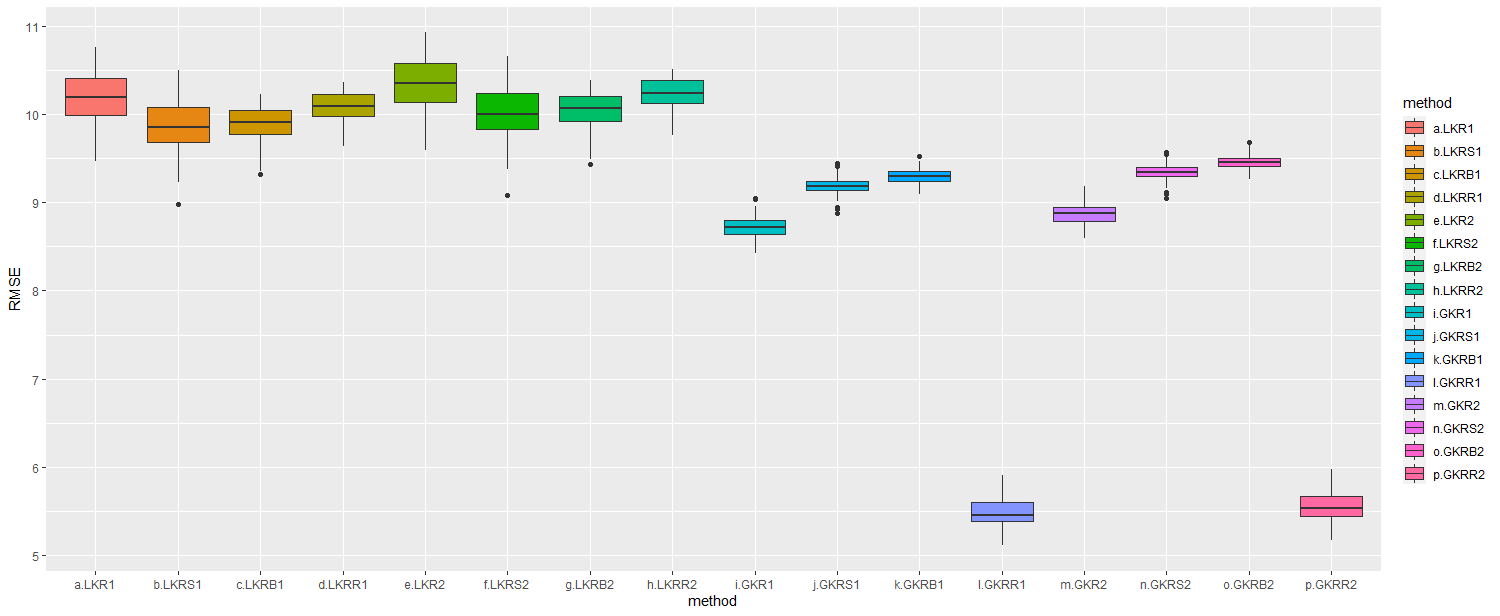 RMSE
11
10
9
8
7
6
5
a.LKR1 b.LKRS1 c.LKRB1 d.LKRR1 e.LKR2 f.LKRS2 g.LKRB2 h.LKRR2 i.GKR1 j.GKRS1 k.GKRB1 l.GKRR1 m.GKR2 n.GKRS2 o.GKRB2 p.GKRR2
method
method
a.LKR1
b.LKRS1
c.LKRB1
d.LKRR1
e.LKR2
f.LKRS2
g.LKRB2
h.LKRR2
i.GKR1
j.GKRS1
k.GKRB1
l.GKRR1
m.GKR2
n.GKRS2
o.GKRB2
p.GKRR2